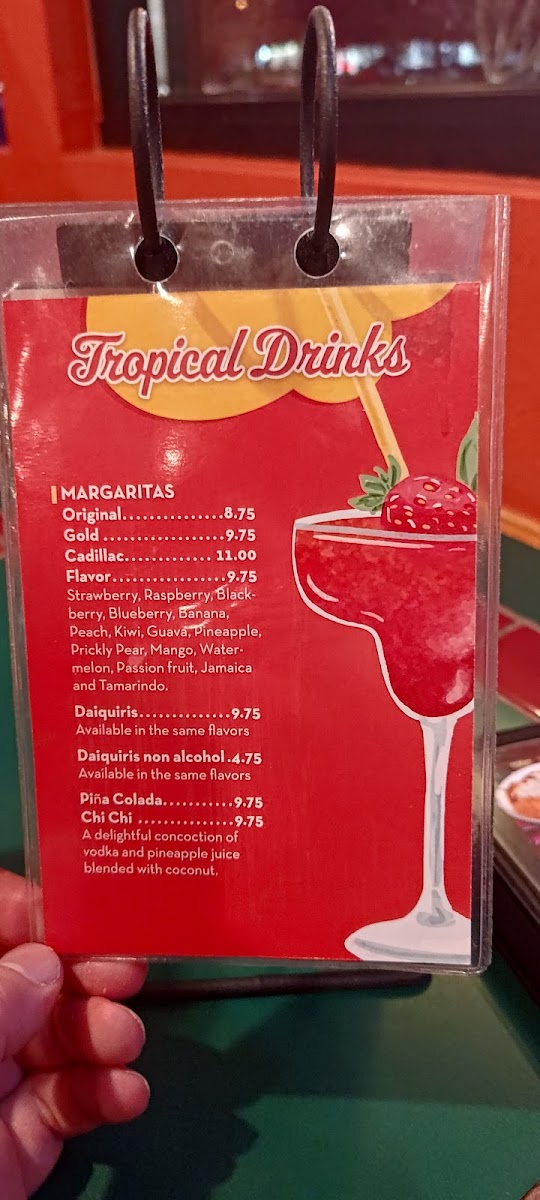 Tropical Drinks
MARGARITAS
Original................8.75
Gold ..................9.75
Cadillac............. 11.00
Flavor.................9.75
Strawberry, Raspberry, Black-
berry, Blueberry, Banana,
Peach, Kiwi, Guava, Pineapple,
Prickly Pear, Mango, Water-
melon, Passion fruit, Jamaica
and Tamarindo.
Daiquiris..............9.75
Available in the same flavors
Daiquiris non alcohol .4.75
Available in the same flavors
Piña Colada...........9.75
Chi Chi ...............9.75
A delightful concoction of
vodka and pineapple juice
blended with coconut.